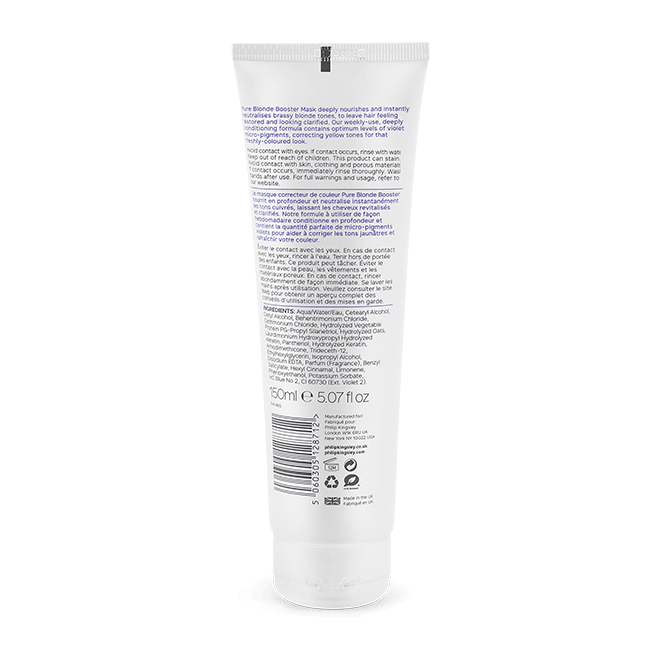 Pure Blonde Booster Mask deeply nourishes and instantly
neutralises brassy blonde tones, to leave hair feeling
restored and looking clarified. Our weekly-use, deeply
conditioning formula contains optimum levels of violet
micro-pigments, correcting yellow tones for that
freshly-coloured look.
Avoid contact with eyes. If contact occurs, rinse with water.
Keep out of reach of children. This product can stain.
Avoid contact with skin, clothing and porous materials.
If contact occurs, immediately rinse thoroughly. Wash
hands after use. For full warnings and usage, refer to
our website.
Le masque correcteur de couleur Pure Blonde Booster
nourrit en profondeur et neutralise instantanément
les tons cuivrés, laissant les cheveux revitalisés
et clarifiés. Notre formule à utiliser de façon
hebdomadaire conditionne en profondeur et
contient la quantité parfaite de micro-pigments
violets pour aider à corriger les tons jaunâtres et
rafraîchir votre couleur.
Éviter le contact avec les yeux. En cas de contact
avec les yeux, rincer à l'eau. Tenir hors de portée
des enfants. Ce produit peut tâcher. Éviter le
contact avec la peau, les vêtements et les
matériaux poreux. En cas de contact, rincer
abondamment de façon immédiate. Se laver les
mains après utilisation. Veuillez consulter le site
Web pour obtenir un aperçu complet des
conseils d'utilisation et des mises en garde.
INGREDIENTS: Aqua/Water/Eau, Cetearyl Alcohol,
Cetyl Alcohol, Behentrimonium Chloride,
Cetrimonium Chloride, Hydrolyzed Vegetable
Protein PG-Propyl Silanetriol, Hydrolyzed Oats,
Laurdimonium Hydroxypropyl Hydrolyzed
Keratin, Panthenol, Hydrolyzed Keratin,
Amodimethicone, Trideceth-12,
Ethylhexylglycerin, Isopropyl Alcohol,
Disodium EDTA, Parfum (Fragrance), Benzyl
Salicylate, Hexyl Cinnamal, Limonene,
Phenoxyethanol, Potassium Sorbate,
HC Blue No 2, CI 60730 (Ext. Violet 2).
150ml e 5.07 fl oz
Manufactured for/
Fabriqué pour:
Philip Kingsley
London W1K 6RU UK
New York NY 10022 USA
philipkingsley.co.uk
philipkingsley.com
12M
5 060305 128712 >
Made in the UK
Fabriqué en UK